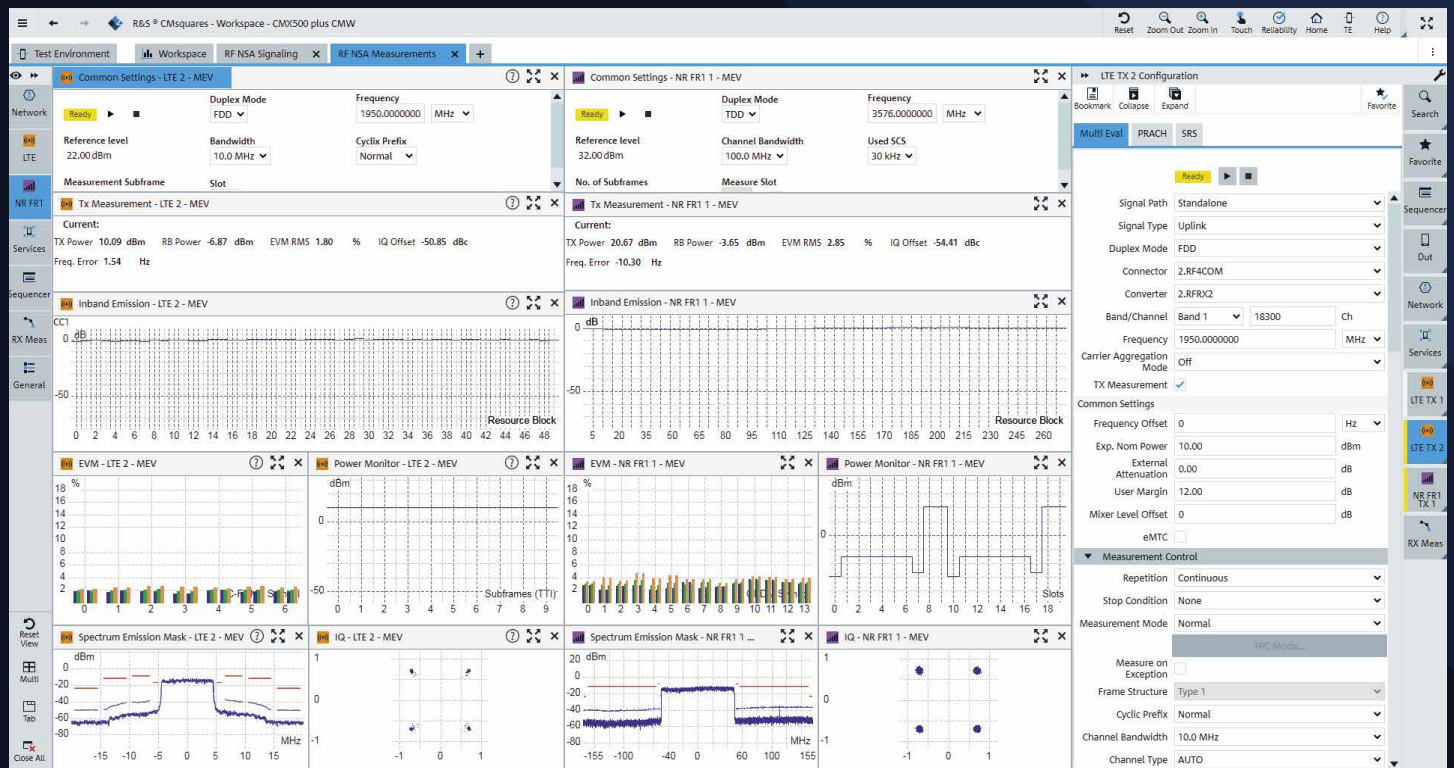 R&S ® CMsquares - Workspace - CMX500 plus CMW
Reset Zoom Out Zoom In Touch Reliability Home TE Help
Test Environment Workspace RF NSA Signaling RF NSA Measurements
Network
LTE
NR FR1
Services
Sequencer
RX Meas
General
Reset View
Multi
Tab
Close All
Common Settings - LTE 2 - MEV
Ready
Duplex Mode
FDD
Frequency
1950.0000000 MHz
Reference level
22.00 dBm
Bandwidth
10.0 MHz
Cyclix Prefix
Normal
Measurement Subframe Slot
Common Settings - NR FR1 1 - MEV
Ready
Duplex Mode
TDD
Frequency
3576.0000000 MHz
Reference level
32.00 dBm
Channel Bandwidth
100.0 MHz
Used SCS
30 kHz
No. of Subframes Measure Slot
Tx Measurement - LTE 2 - MEV
Current:
TX Power 10.09 dBm RB Power -6.87 dBm EVM RMS 1.80 % IQ Offset -50.85 dBc
Freq. Error 1.54 Hz
Tx Measurement - NR FR1 1 - MEV
Current:
TX Power 20.67 dBm RB Power -3.65 dBm EVM RMS 2.85 % IQ Offset -54.41 dBc
Freq. Error -10.30 Hz
Inband Emission - LTE 2 - MEV
CC1
dB
0
-50
Resource Block
0 2 4 6 8 10 12 14 16 18 20 22 24 26 28 30 32 34 36 38 40 42 44 46 48
Inband Emission - NR FR1 1 - MEV
dB
0
-50
Resource Block
5 20 35 50 65 80 95 110 125 140 155 170 185 200 215 230 245 260
EVM - LTE 2 - MEV
%
18
16
14
12
10
8
6
4
2
0 1 2 3 4 5 6
Power Monitor - LTE 2 - MEV
dBm
0
-50
Subframes (TTI)
0 1 2 3 4 5 6 7 8 9
EVM - NR FR1 1 - MEV
%
18
16
14
12
10
8
6
4
2
0 1 2 3 4 5 6 7 8 9 10 11 12 13
Power Monitor - NR FR1 1 - MEV
dBm
0
Slots
0 2 4 6 8 10 12 14 16 18
Spectrum Emission Mask - LTE 2 - MEV
dBm
0
-20
-40
-60
-80
MHz
-15 -10 -5 0 5 10 15
IQ - LTE 2 - MEV
1
0
-1
-1 0 1
Spectrum Emission Mask - NR FR1 1 ...
dBm
20
0
-20
-40
-60
-80
MHz
-155 -100 -40 0 60 100 155
IQ - NR FR1 1 - MEV
1
0
-1
-1 0 1
LTE TX 2 Configuration
Bookmark Collapse Expand Favorite
Multi Eval PRACH SRS
Ready
Signal Path Standalone
Signal Type Uplink
Duplex Mode FDD
Connector 2.RF4COM
Converter 2.RFRX2
Band/Channel Band 1 18300 Ch
Frequency 1950.0000000 MHz
Carrier Aggregation Mode Off
TX Measurement
Common Settings
Frequency Offset 0 Hz
Exp. Nom Power 10.00 dBm
External Attenuation 0.00 dB
User Margin 12.00 dB
Mixer Level Offset 0 dB
eMTC
Measurement Control
Repetition Continuous
Stop Condition None
Measurement Mode Normal
TPC Mode...
Measure on Exception
Frame Structure Type 1
Cyclic Prefix Normal
Channel Bandwidth 10.0 MHz
Channel Type AUTO
Search
Favorite
Sequencer
Dut
Network
Services
LTE TX 1
LTE TX 2
NR FR1 TX 1
RX Meas